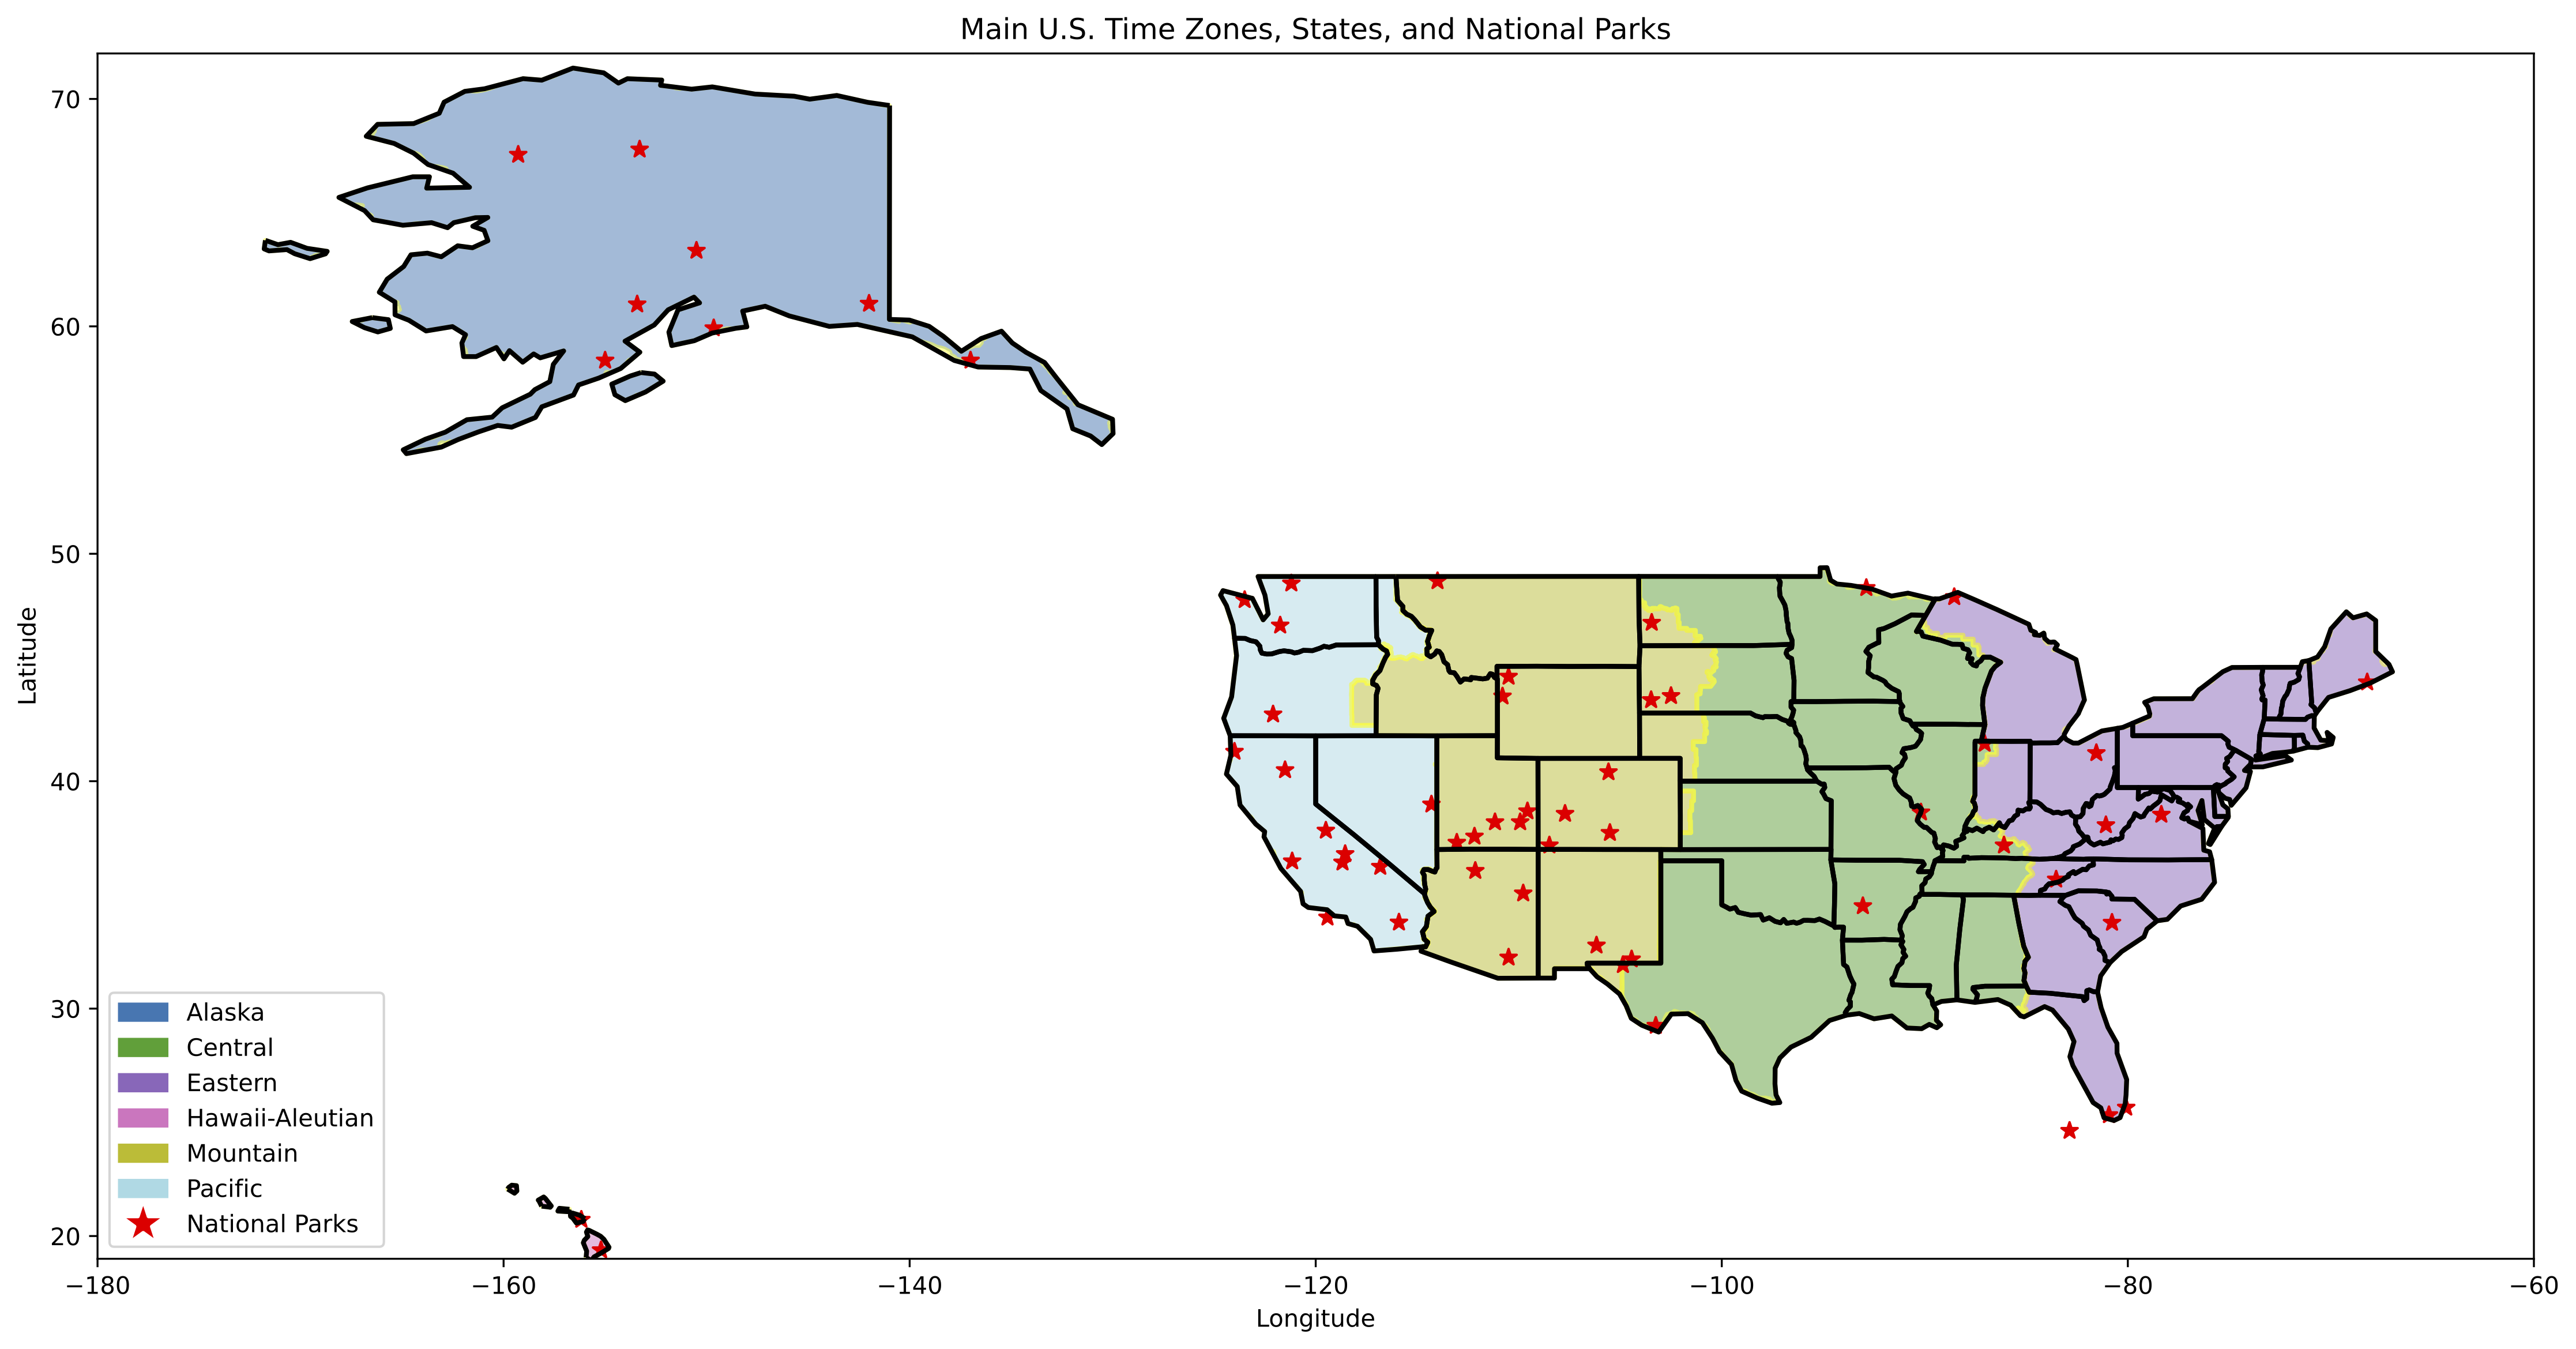 Main U.S. Time Zones, States, and National Parks
70
60
50
40
30
20
Latitude
Alaska
Central
Eastern
Hawaii-Aleutian
Mountain
Pacific
National Parks
−180
−160
−140
−120
−100
−80
−60
Longitude